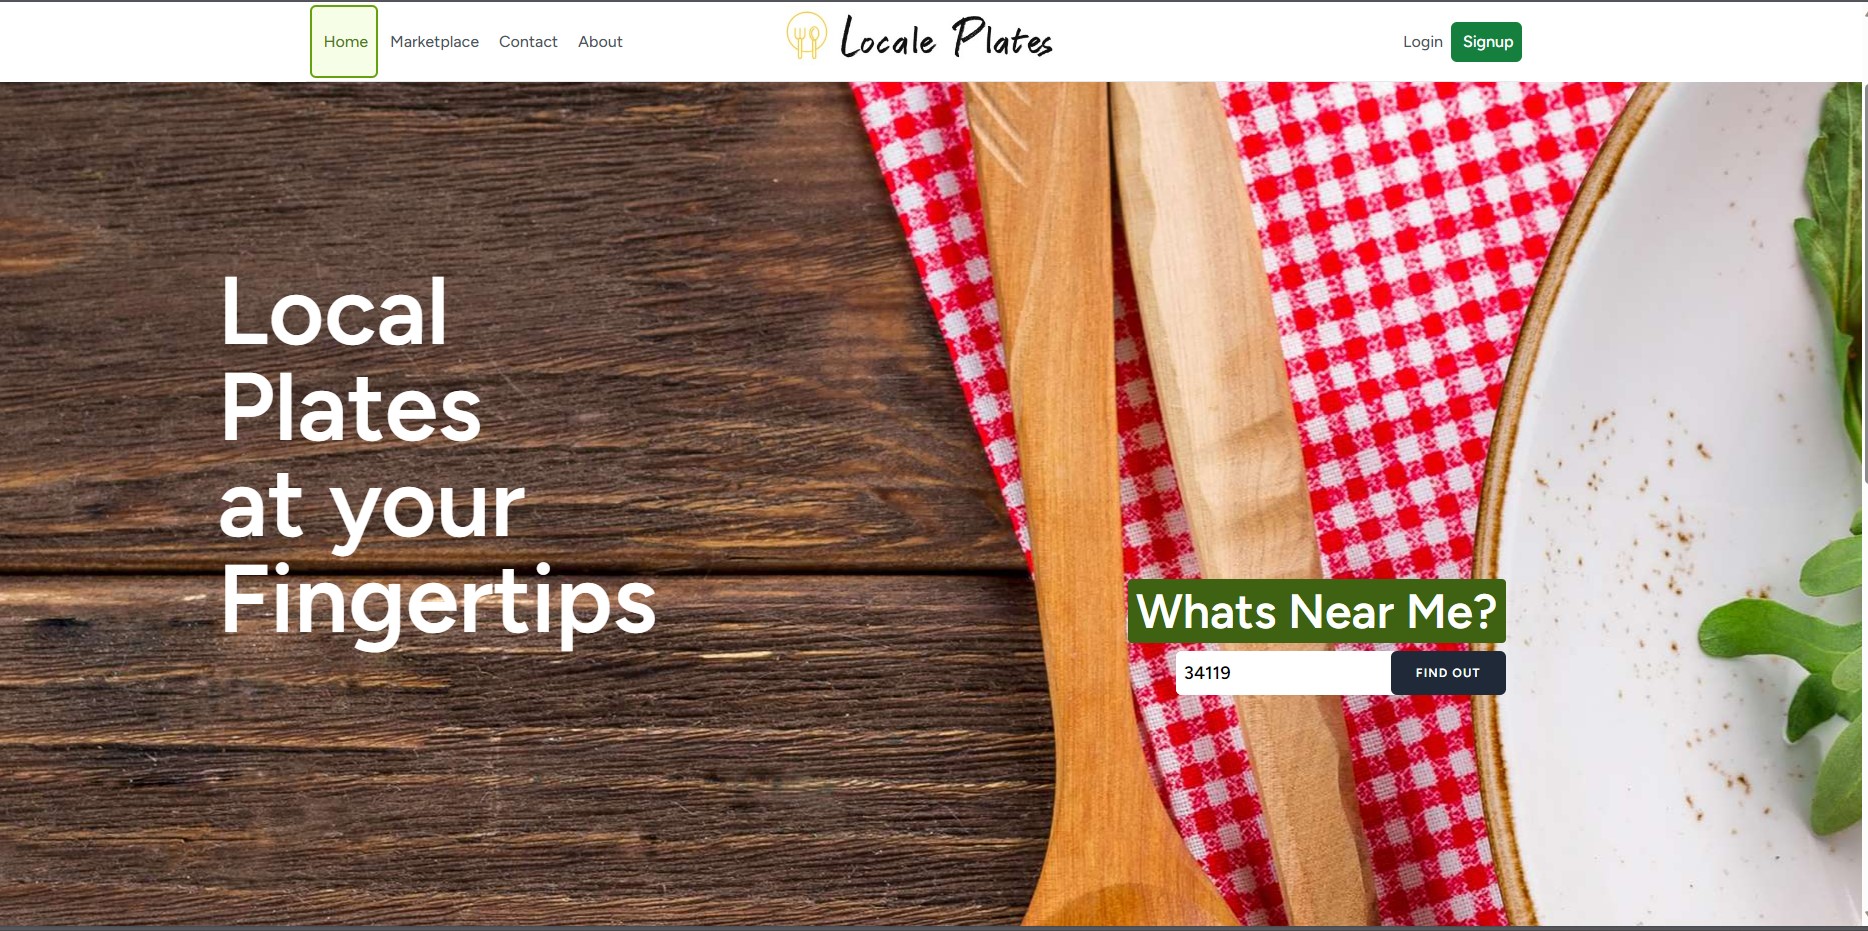 Home Marketplace Contact About
Locale Plates
Login Signup
Local
Plates
at your
Fingertips
Whats Near Me?
34119 FIND OUT